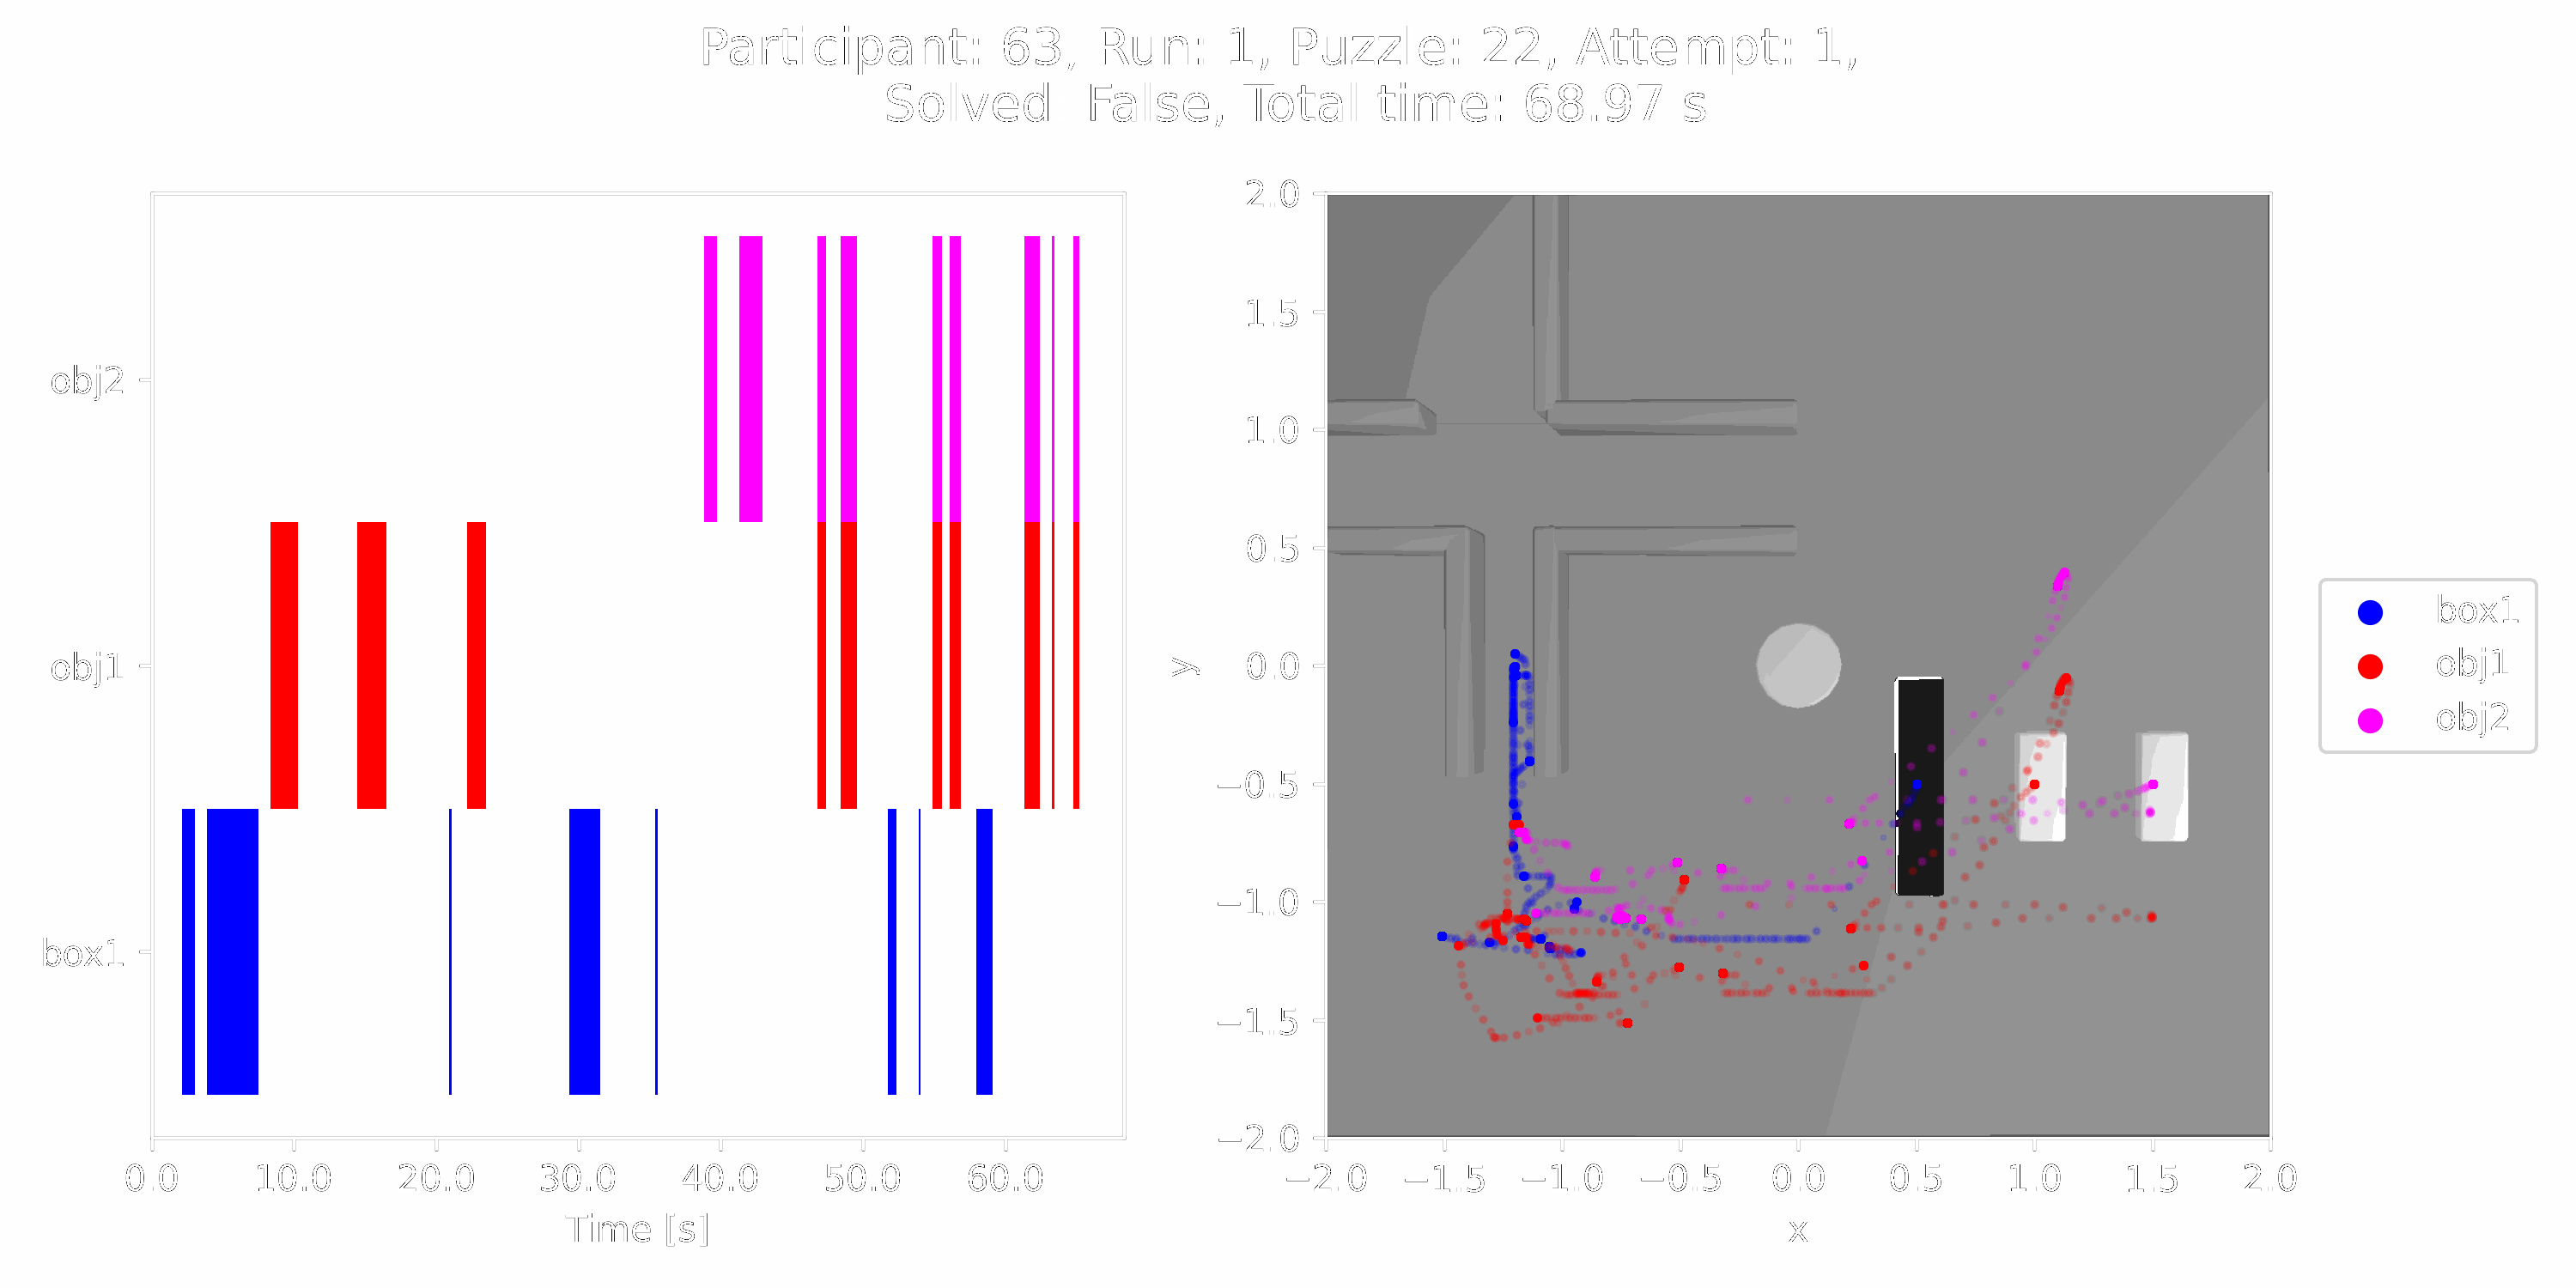 Participant: 63, Run: 1, Puzzle: 22, Attempt: 1,
Solved False, Total time: 68.97 s
obj2
obj1
box1
0.0 10.0 20.0 30.0 40.0 50.0 60.0
Time [s]
2.0
1.5
1.0
0.5
0.0
−0.5
−1.0
−1.5
−2.0
y
−2.0 −1.5 −1.0 −0.5 0.0 0.5 1.0 1.5 2.0
x
box1
obj1
obj2